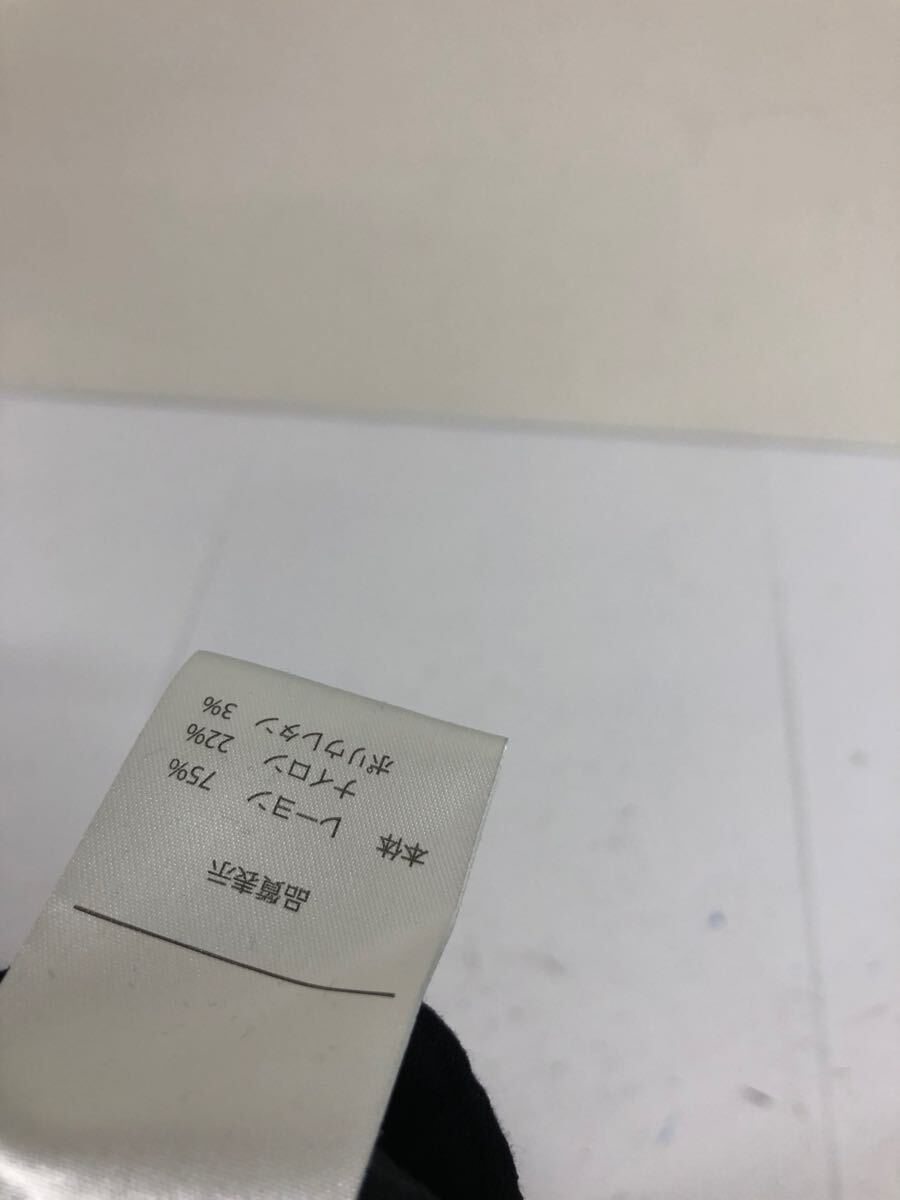 品質表示
本体
レーヨン 75%
ナイロン 22%
ポリウレタン 3%